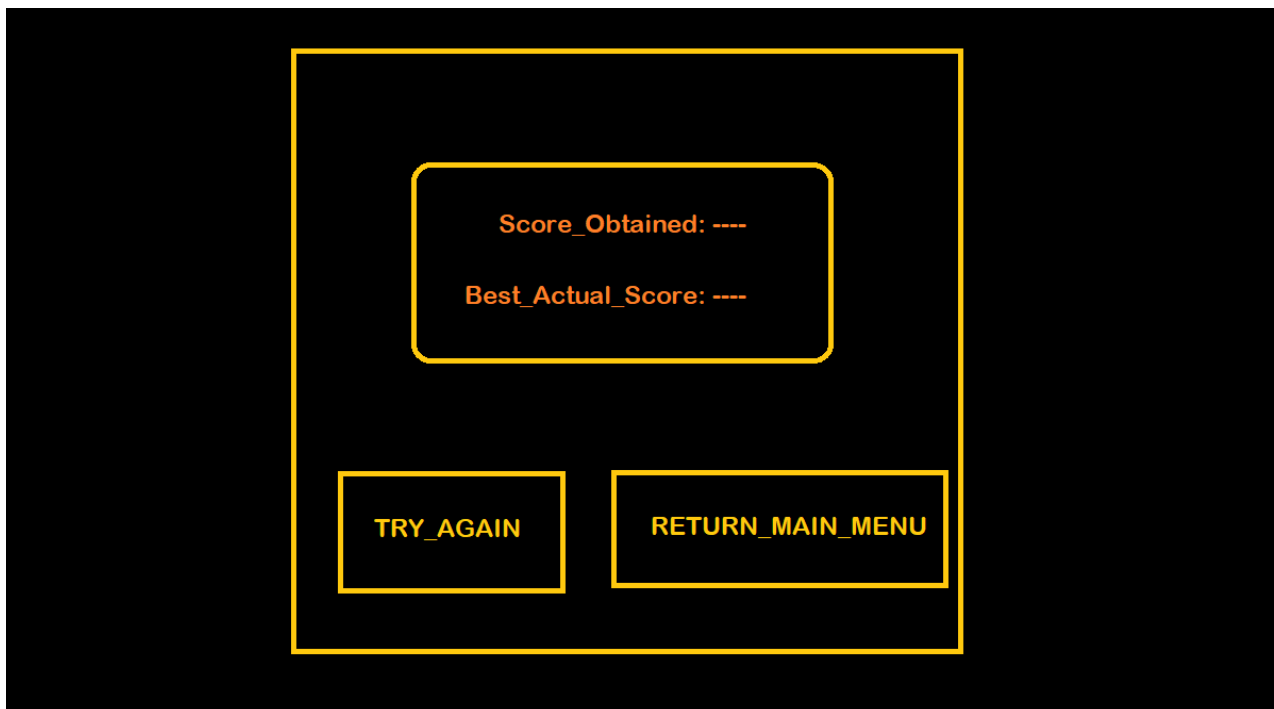 Score_Obtained: ----
Best_Actual_Score: ----
TRY_AGAIN
RETURN_MAIN_MENU